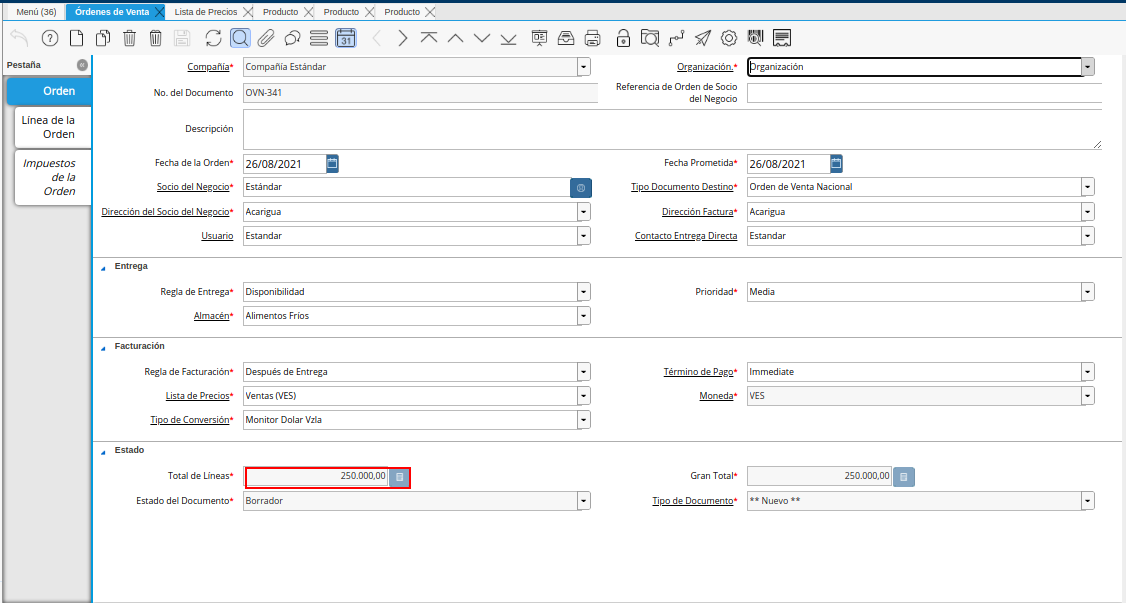 Menú (36) Órdenes de Venta Lista de Precios Producto Producto Producto
?
31
Pestaña
Orden
Línea de la
Orden
Impuestos
de la
Orden
Compañía* Compañía Estándar Organización.* Organización
No. del Documento OVN-341 Referencia de Orden de Socio
del Negocio
Descripción
Fecha de la Orden* 26/08/2021 Fecha Prometida* 26/08/2021
Socio del Negocio* Estándar Tipo Documento Destino* Orden de Venta Nacional
Dirección del Socio del Negocio* Acarigua Dirección Factura* Acarigua
Usuario Estandar Contacto Entrega Directa Estandar
Entrega
Regla de Entrega* Disponibilidad Prioridad* Media
Almacén* Alimentos Fríos
Facturación
Regla de Facturación* Después de Entrega Término de Pago* Immediate
Lista de Precios* Ventas (VES) Moneda* VES
Tipo de Conversión* Monitor Dolar Vzla
Estado
Total de Líneas* 250.000,00 Gran Total* 250.000,00
Estado del Documento* Borrador Tipo de Documento* ** Nuevo **